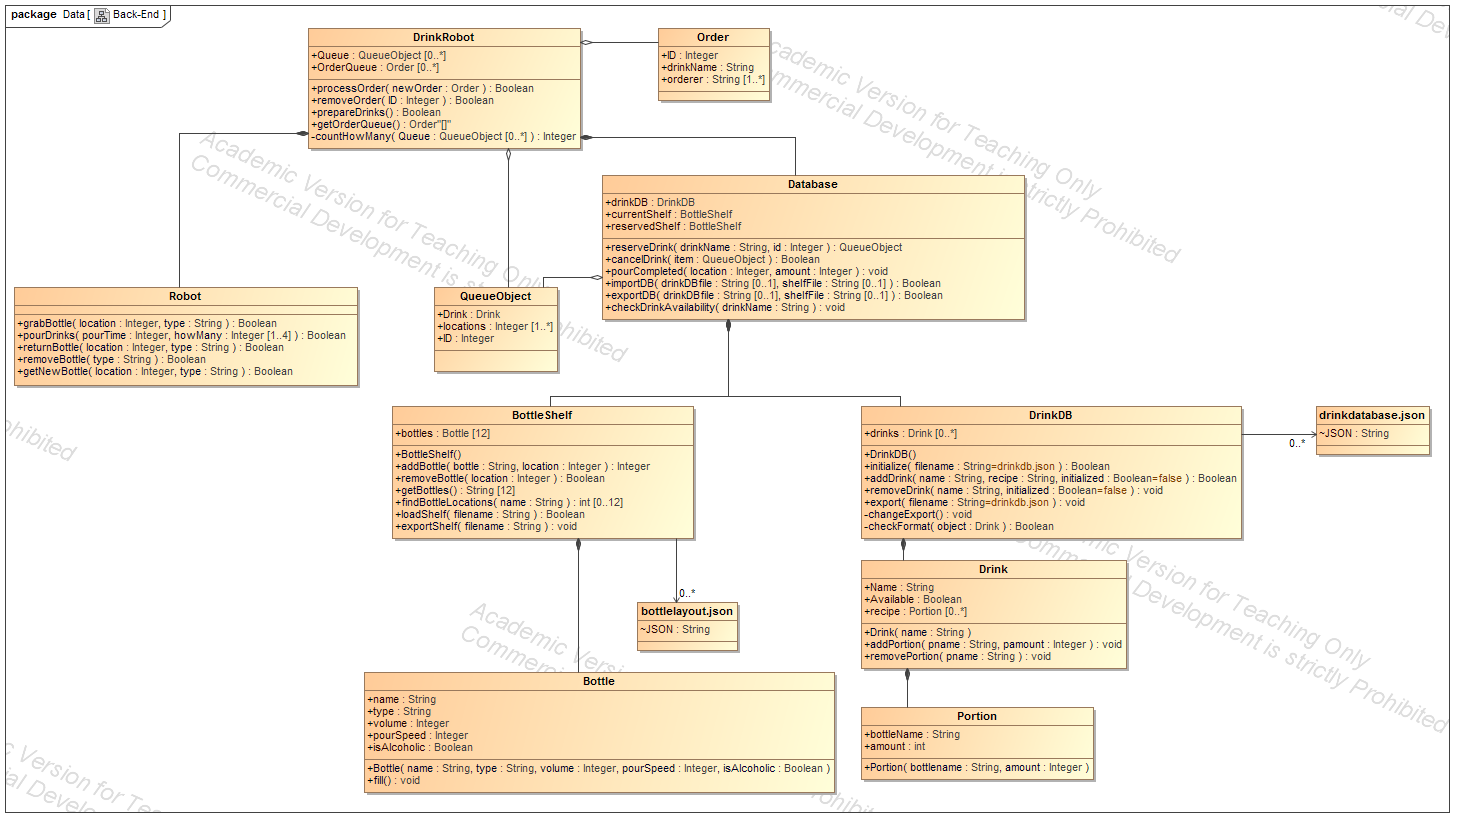 package Data [ Back-End ]
DrinkRobot
+Queue : QueueObject [0..*]
+OrderQueue : Order [0..*]
+processOrder( newOrder : Order ) : Boolean
+removeOrder( ID : Integer ) : Boolean
+prepareDrinks() : Boolean
+getOrderQueue() : Order"[]"
-countHowMany( Queue : QueueObject [0..*] ) : Integer
Order
+ID : Integer
+drinkName : String
+orderer : String [1..*]
Database
+drinkDB : DrinkDB
+currentShelf : BottleShelf
+reservedShelf : BottleShelf
+reserveDrink( drinkName : String, id : Integer ) : QueueObject
+cancelDrink( item : QueueObject ) : Boolean
+pourCompleted( location : Integer, amount : Integer ) : void
+importDB( drinkDBfile : String [0..1], shelfFile : String [0..1] ) : Boolean
+exportDB( drinkDBfile : String [0..1], shelfFile : String [0..1] ) : Boolean
+checkDrinkAvailability( drinkName : String ) : void
Robot
+grabBottle( location : Integer, type : String ) : Boolean
+pourDrinks( pourTime : Integer, howMany : Integer [1..4] ) : Boolean
+returnBottle( location : Integer, type : String ) : Boolean
+removeBottle( type : String ) : Boolean
+getNewBottle( location : Integer, type : String ) : Boolean
QueueObject
+Drink : Drink
+locations : Integer [1..*]
+ID : Integer
BottleShelf
+bottles : Bottle [12]
+BottleShelf()
+addBottle( bottle : String, location : Integer ) : Integer
+removeBottle( location : Integer ) : Boolean
+getBottles() : String [12]
+findBottleLocations( name : String ) : int [0..12]
+loadShelf( filename : String ) : Boolean
+exportShelf( filename : String ) : void
DrinkDB
+drinks : Drink [0..*]
+DrinkDB()
+initialize( filename : String=drinkdb.json ) : Boolean
+addDrink( name : String, recipe : String, initialized : Boolean=false ) : Boolean
+removeDrink( name : String, initialized : Boolean=false ) : void
+export( filename : String=drinkdb.json ) : void
-changeExport() : void
-checkFormat( object : Drink ) : Boolean
0..*
drinkdatabase.json
~JSON : String
0..*
bottlelayout.json
~JSON : String
Drink
+Name : String
+Available : Boolean
+recipe : Portion [0..*]
+Drink( name : String )
+addPortion( pname : String, pamount : Integer ) : void
+removePortion( pname : String ) : void
Bottle
+name : String
+type : String
+volume : Integer
+pourSpeed : Integer
+isAlcoholic : Boolean
+Bottle( name : String, type : String, volume : Integer, pourSpeed : Integer, isAlcoholic : Boolean )
+fill() : void
Portion
+bottleName : String
+amount : int
+Portion( bottlename : String, amount : Integer )
Academic Version for Teaching Only
Commercial Development is strictly Prohibited